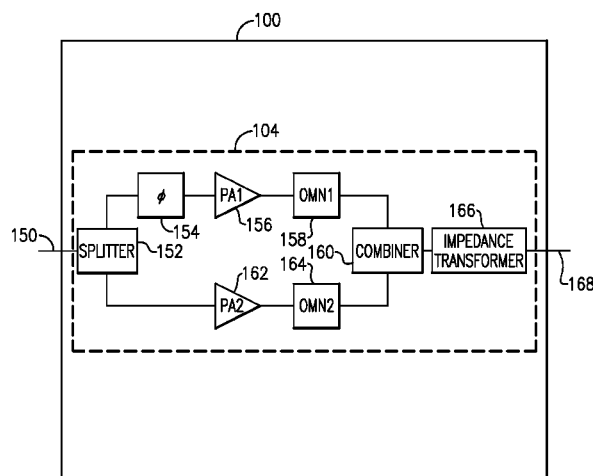 100
104
ϕ
PA1
OMN1
154
156
158
166
150
SPLITTER
152
160
COMBINER
IMPEDANCE
TRANSFORMER
162
164
168
PA2
OMN2